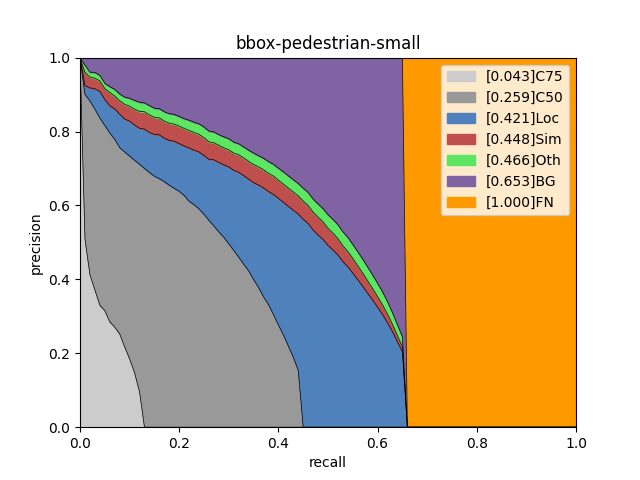 bbox-pedestrian-small
1.0
0.8
0.6
0.4
0.2
0.0
precision
[0.043]C75
[0.259]C50
[0.421]Loc
[0.448]Sim
[0.466]Oth
[0.653]BG
[1.000]FN
0.0 0.2 0.4 0.6 0.8 1.0
recall